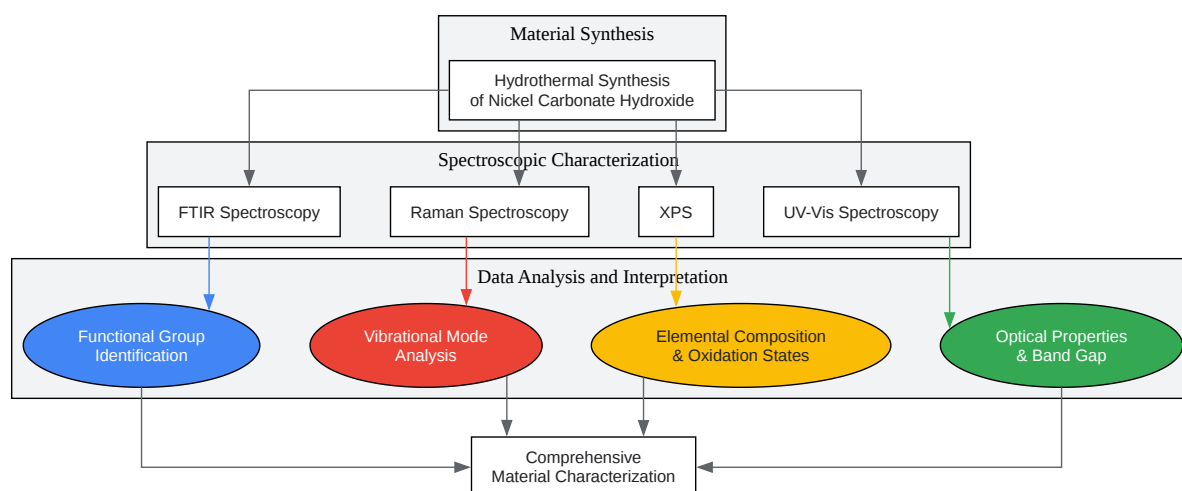 Material Synthesis
Hydrothermal Synthesis
of Nickel Carbonate Hydroxide
Spectroscopic Characterization
FTIR Spectroscopy
Raman Spectroscopy
XPS
UV-Vis Spectroscopy
Data Analysis and Interpretation
Functional Group
Identification
Vibrational Mode
Analysis
Elemental Composition
& Oxidation States
Optical Properties
& Band Gap
Comprehensive
Material Characterization